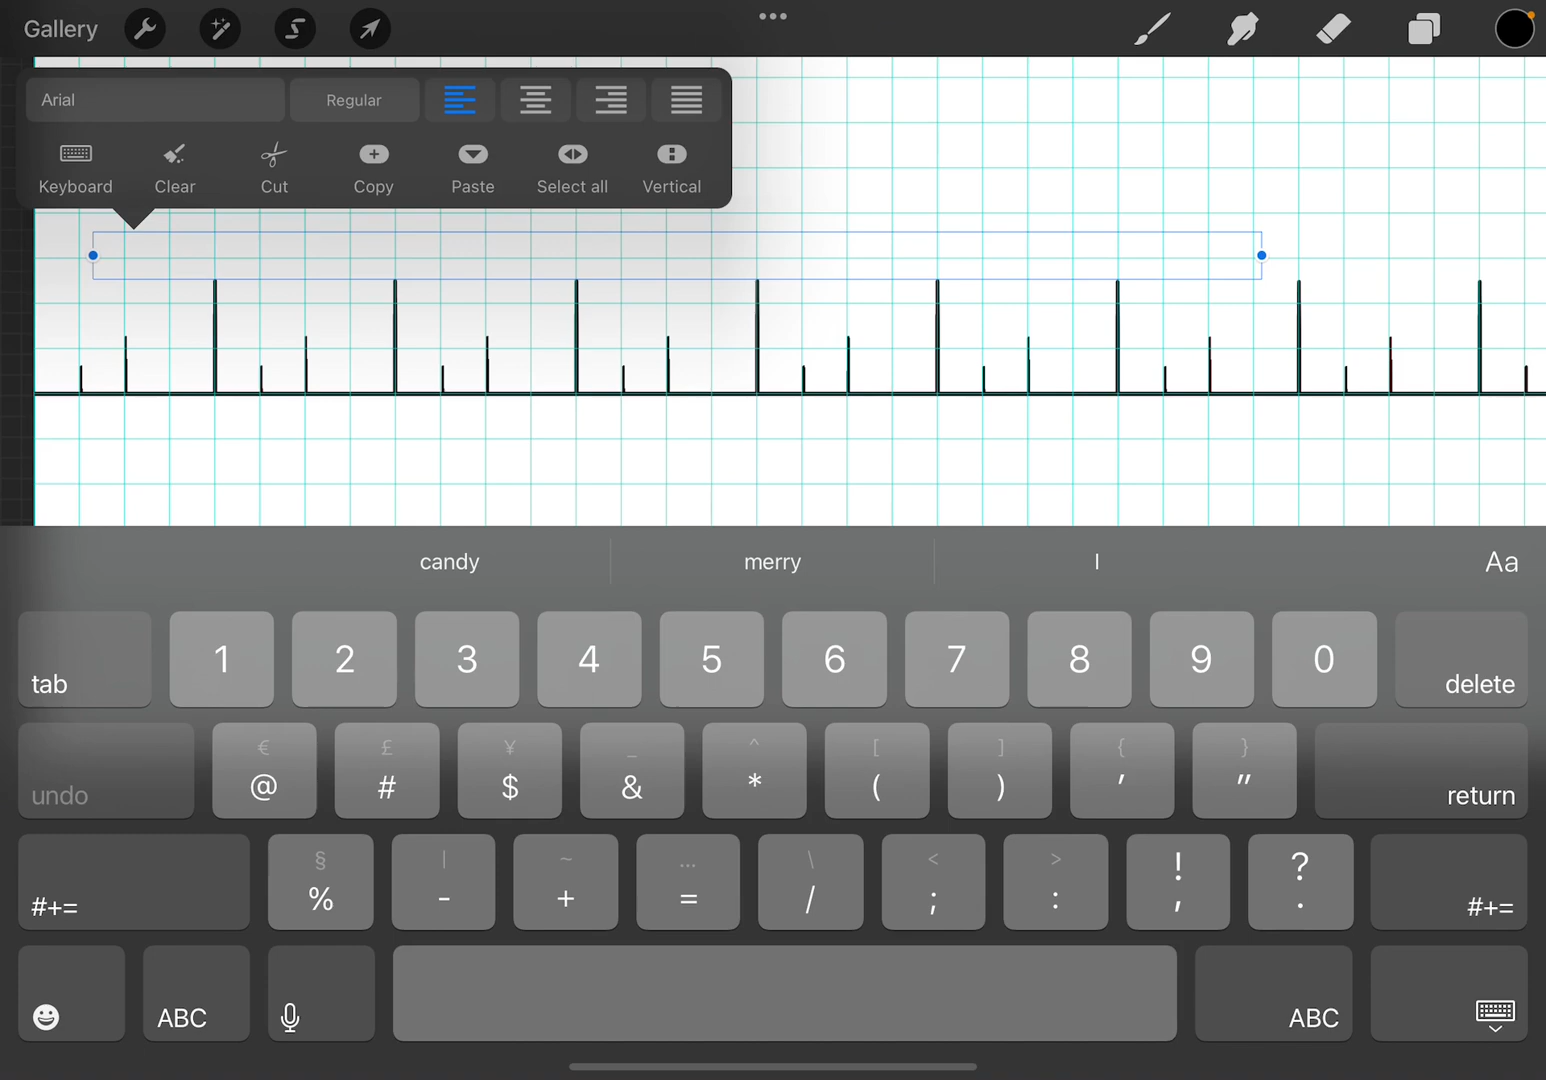 Gallery
Arial Regular
Keyboard Clear Cut Copy Paste Select all Vertical
candy merry I Aa
tab 1 2 3 4 5 6 7 8 9 0 delete
€ £ ¥ _ ^ [ ] { }
undo @ # $ & * ( ) ' " return
§ | ~ … \ < > ! ?
#+= % - + = / ; : , . #+=
ABC ABC